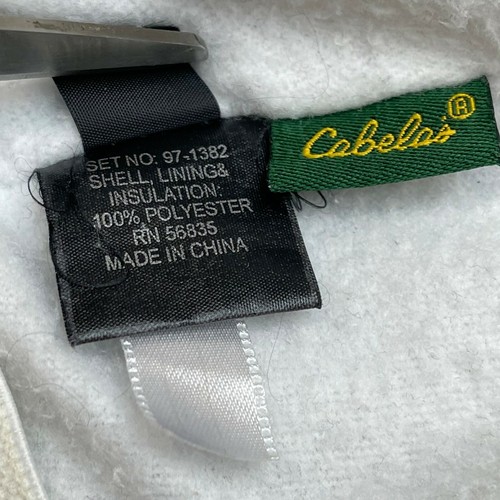 SET NO: 97-1382
SHELL, LINING&
INSULATION:
100% POLYESTER
RN 56835
MADE IN CHINA
Cabela's®